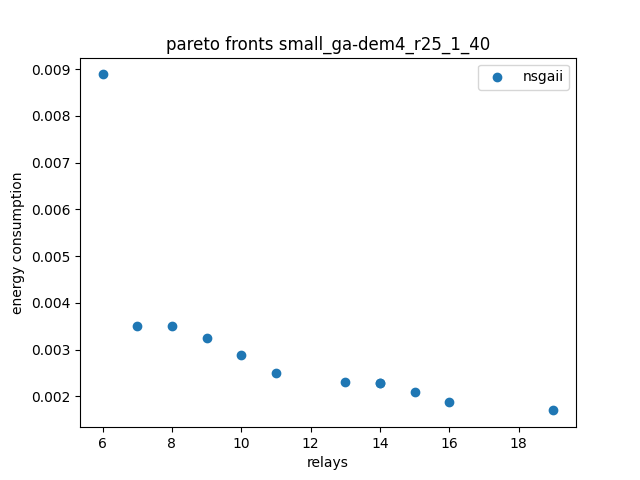 pareto fronts small_ga-dem4_r25_1_40
nsgaii
0.009
0.008
0.007
0.006
0.005
0.004
0.003
0.002
energy consumption
6 8 10 12 14 16 18
relays